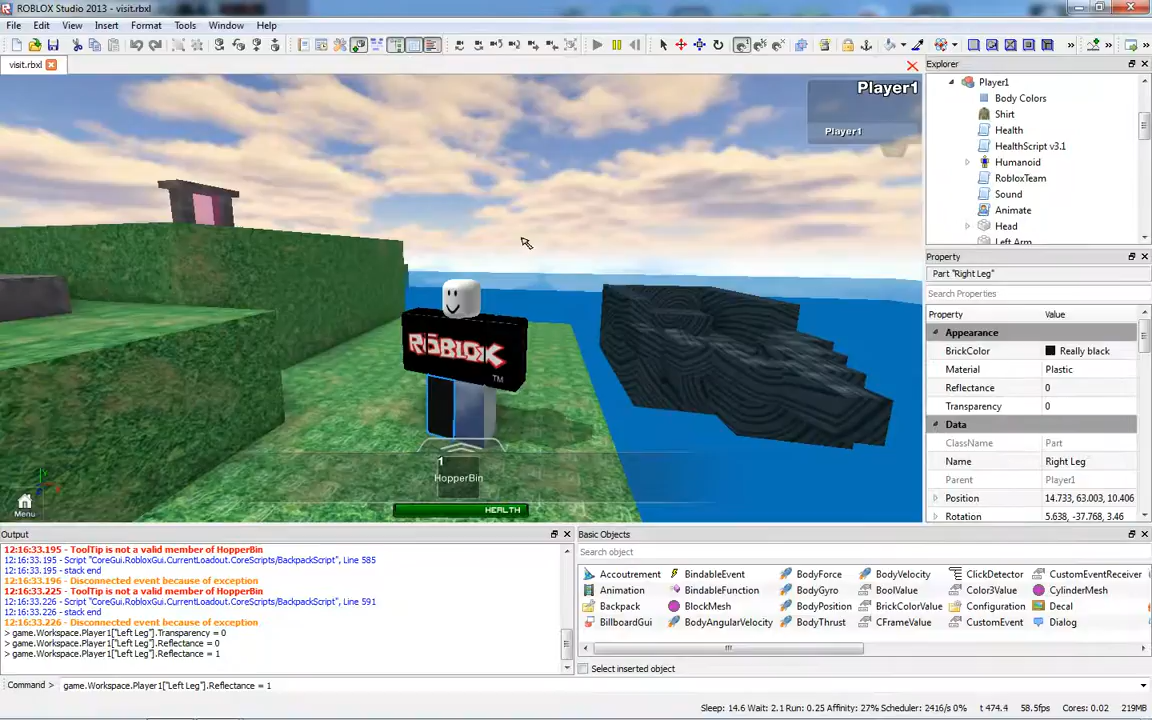 ROBLOX Studio 2013 - visit.rbxl
File Edit View Insert Format Tools Window Help
visit.rbxl
Player1
Player1
ROBLOX
TM
1
HopperBin
HEALTH
Menu
Explorer
Player1
Body Colors
Shirt
Health
HealthScript v3.1
Humanoid
RobloxTeam
Sound
Animate
Head
Left Arm
Property
Part "Right Leg"
Search Properties
Property Value
Appearance
BrickColor Really black
Material Plastic
Reflectance 0
Transparency 0
Data
ClassName Part
Name Right Leg
Parent Player1
Position 14.733, 63.003, 10.406
Rotation 5.638, -37.768, 3.46
Output
12:16:33.195 - ToolTip is not a valid member of HopperBin
12:16:33.195 - Script "CoreGui.RobloxGui.CurrentLoadout.CoreScripts/BackpackScript", Line 585
12:16:33.195 - stack end
12:16:33.196 - Disconnected event because of exception
12:16:33.225 - ToolTip is not a valid member of HopperBin
12:16:33.226 - Script "CoreGui.RobloxGui.CurrentLoadout.CoreScripts/BackpackScript", Line 591
12:16:33.226 - stack end
12:16:33.226 - Disconnected event because of exception
> game.Workspace.Player1["Left Leg"].Transparency = 0
> game.Workspace.Player1["Left Leg"].Reflectance = 0
> game.Workspace.Player1["Left Leg"].Reflectance = 1
Basic Objects
Search object
Accoutrement BindableEvent BodyForce BodyVelocity ClickDetector CustomEventReceiver
Animation BindableFunction BodyGyro BoolValue Color3Value CylinderMesh
Backpack BlockMesh BodyPosition BrickColorValue Configuration Decal
BillboardGui BodyAngularVelocity BodyThrust CFrameValue CustomEvent Dialog
Select inserted object
Command > game.Workspace.Player1["Left Leg"].Reflectance = 1
Sleep: 14.6 Wait: 2.1 Run: 0.25 Affinity: 27% Scheduler: 2416/s 0% t 474.4 58.5fps Cores: 0.02 219MB